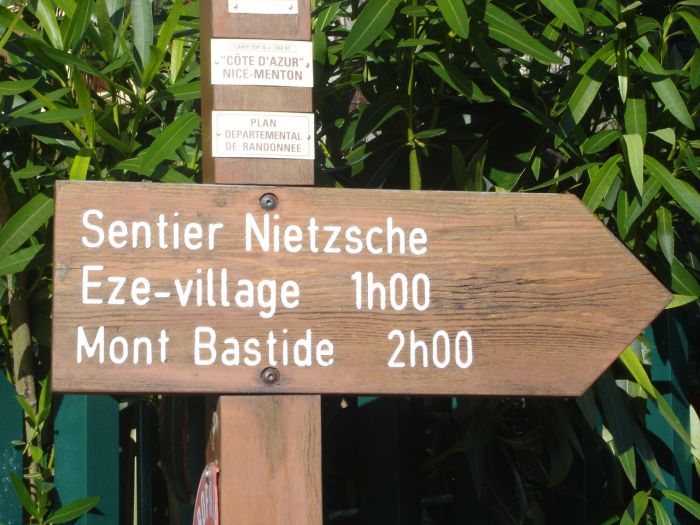 "CÔTE D'AZUR"
NICE-MENTON
PLAN
DÉPARTEMENTAL
DE RANDONNÉE
Sentier Nietzsche
Eze-village 1h00
Mont Bastide 2h00